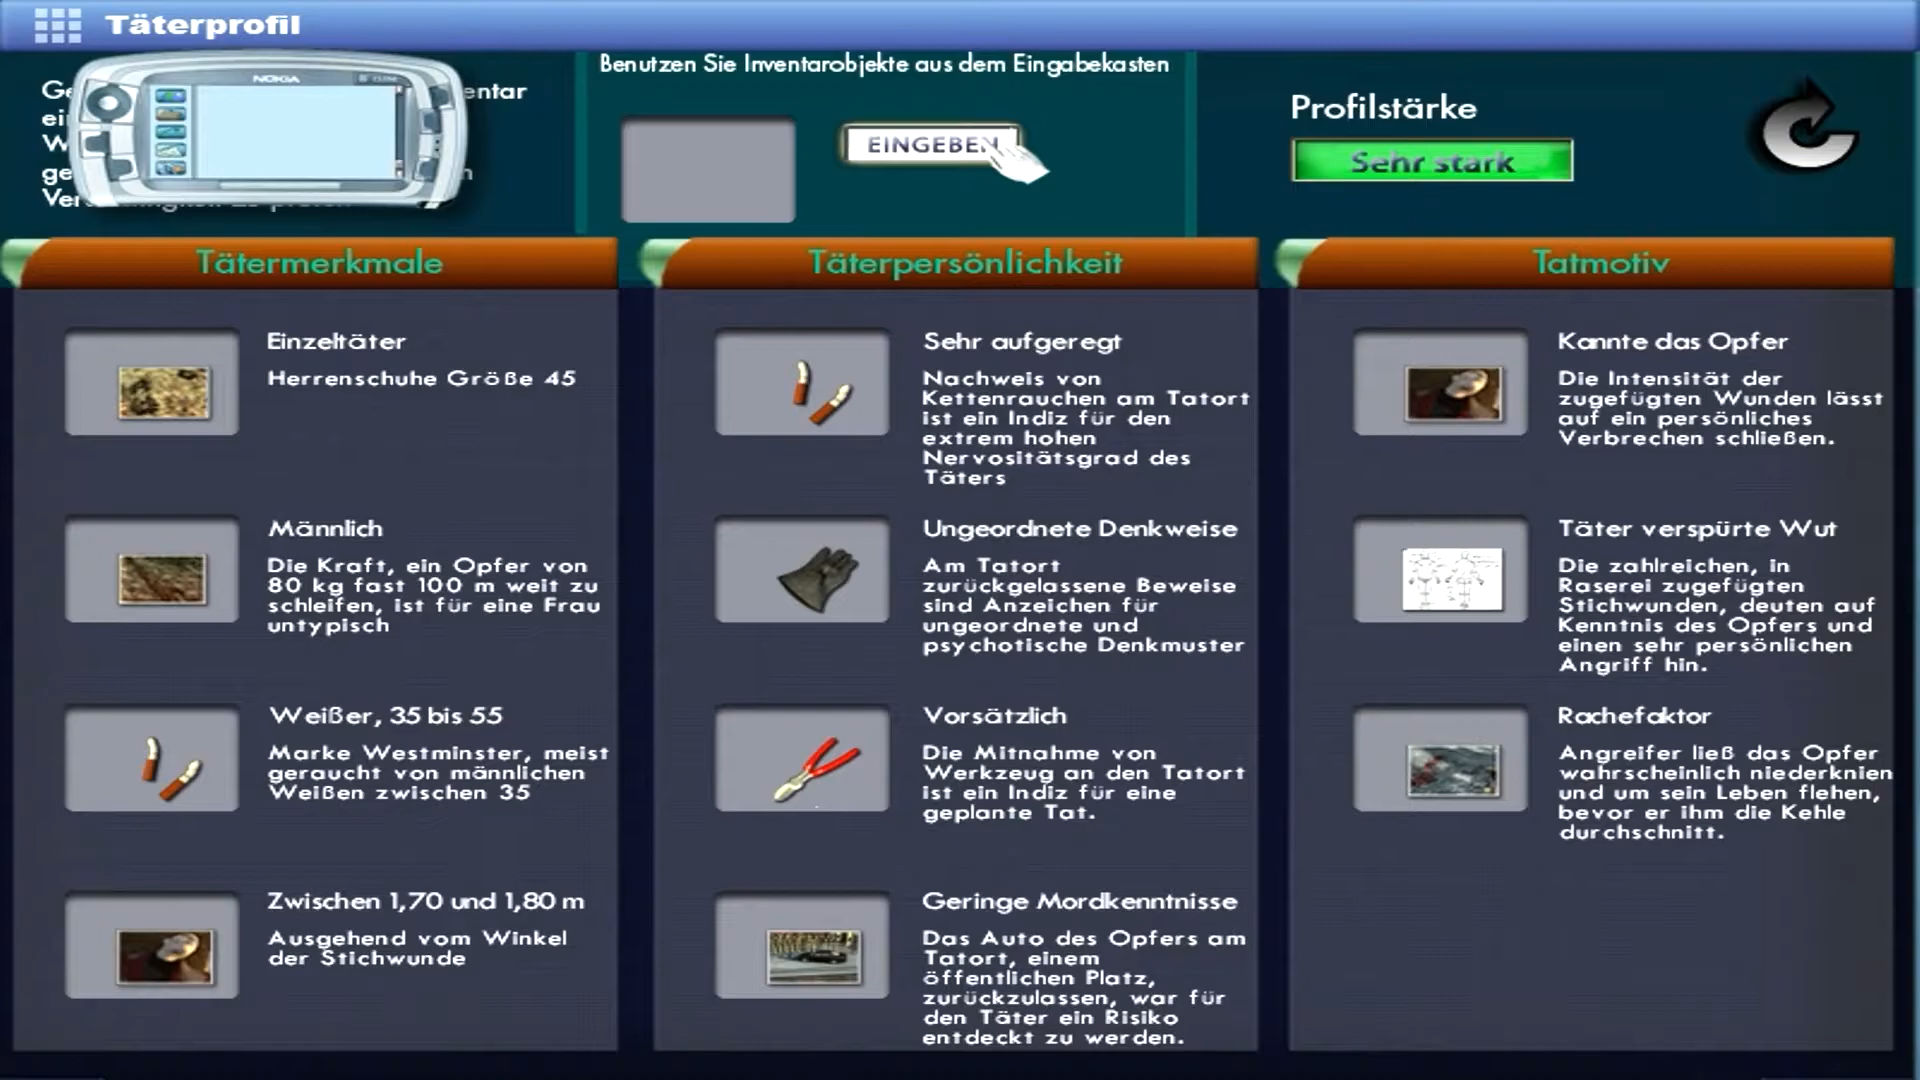 Täterprofil
Benutzen Sie Inventarobjekte aus dem Eingabekasten
NOKIA
EINGEBEN
Profilstärke
Sehr stark
Tätermerkmale
Einzeltäter
Herrenschuhe Größe 45
Männlich
Die Kraft, ein Opfer von
80 kg fast 100 m weit zu
schleifen, ist für eine Frau
untypisch
Weißer, 35 bis 55
Marke Westminster, meist
geraucht von männlichen
Weißen zwischen 35
Zwischen 1,70 und 1,80 m
Ausgehend vom Winkel
der Stichwunde
Täterpersönlichkeit
Sehr aufgeregt
Nachweis von
Kettenrauchen am Tatort
ist ein Indiz für den
extrem hohen
Nervositätsgrad des
Täters
Ungeordnete Denkweise
Am Tatort
zurückgelassene Beweise
sind Anzeichen für
ungeordnete und
psychotische Denkmuster
Vorsätzlich
Die Mitnahme von
Werkzeug an den Tatort
ist ein Indiz für eine
geplante Tat.
Geringe Mordkenntnisse
Das Auto des Opfers am
Tatort, einem
öffentlichen Platz,
zurückzulassen, war für
den Täter ein Risiko
entdeckt zu werden.
Tatmotiv
Kannte das Opfer
Die Intensität der
zugefügten Wunden lässt
auf ein persönliches
Verbrechen schließen.
Täter verspürte Wut
Die zahlreichen, in
Raserei zugefügten
Stichwunden, deuten auf
Kenntnis des Opfers und
einen sehr persönlichen
Angriff hin.
Rachefaktor
Angreifer ließ das Opfer
wahrscheinlich niederknien
und um sein Leben flehen,
bevor er ihm die Kehle
durchschnitt.